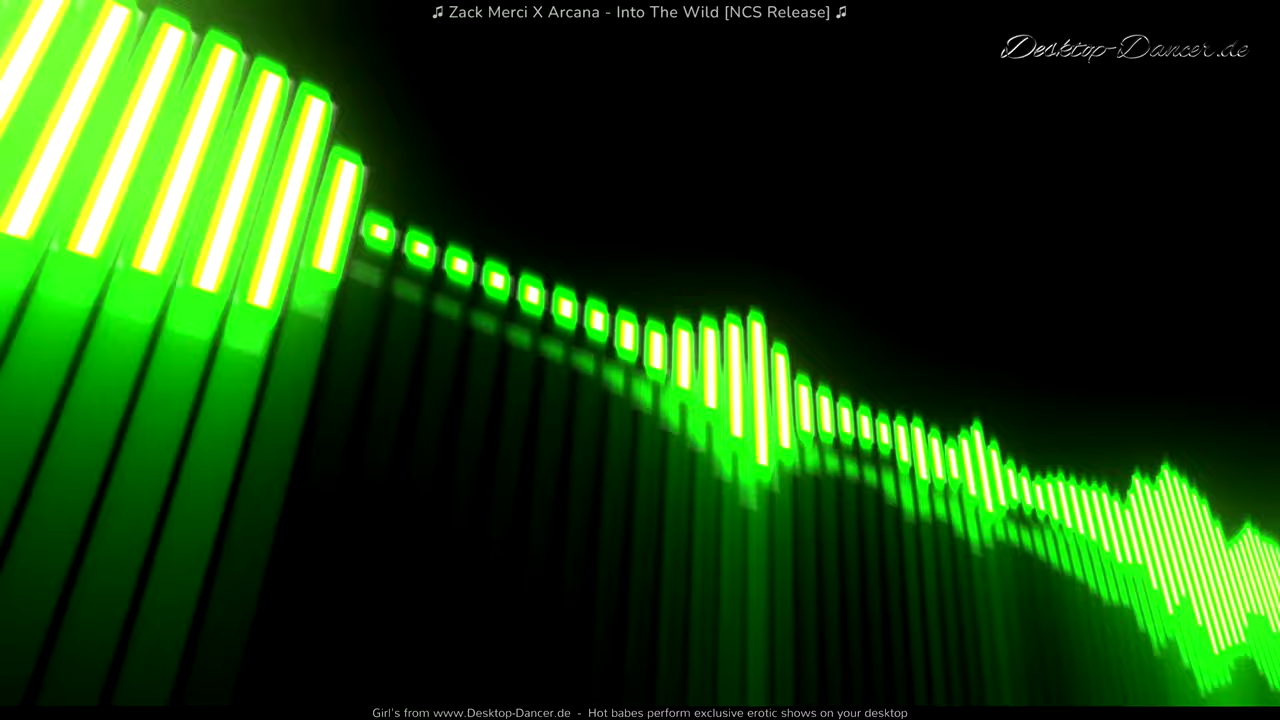 ♫ Zack Merci X Arcana - Into The Wild [NCS Release] ♫
Desktop-Dancer.de
Girl's from www.Desktop-Dancer.de - Hot babes perform exclusive erotic shows on your desktop